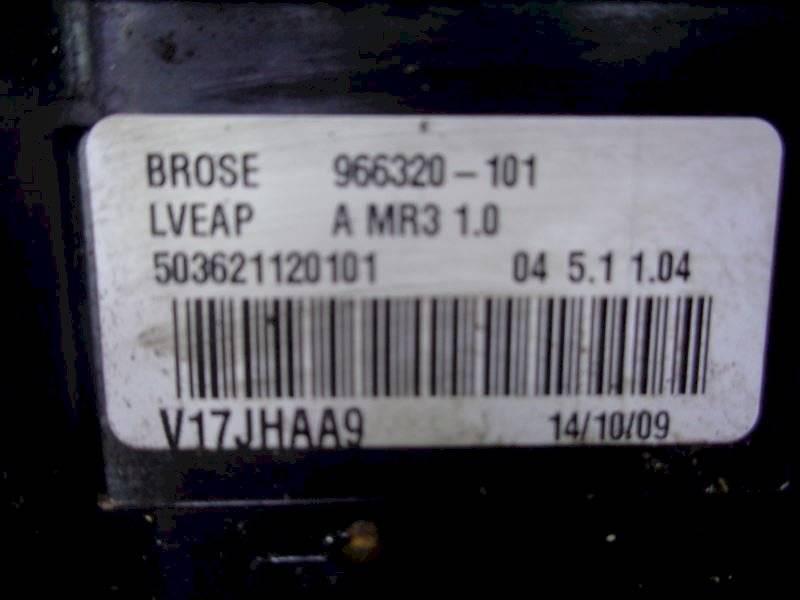 BROSE 966320-101
LVEAP A MR3 1.0
503621120101 04 5.1 1.04
V17JHAA9 14/10/09